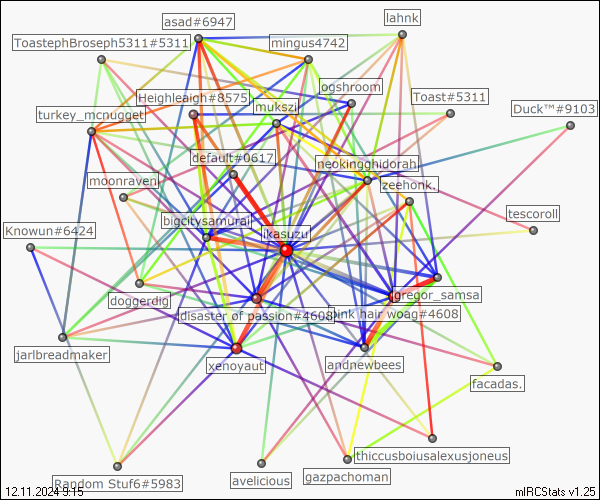 asad#6947
lahnk
ToastephBroseph5311#5311
mingus4742
ogshroom
Heighleaigh#8575
Toast#5311
Duck™#9103
mukszi
turkey_mcnugget
default#0617
neokingghidorah
zeehonk.
moonraven
bigcitysamurai
tescoroll
Knowun#6424
ikasuzu
doggerdig
gregor_samsa
disaster of passion#4608
pink hair woag#4608
jarlbreadmaker
xenoyaut
andnewbees
facadas.
thiccusboiusalexusjoneus
Random Stuf6#5983
avelicious
gazpachoman
12.11.2024 9:15
mIRCStats v1.25